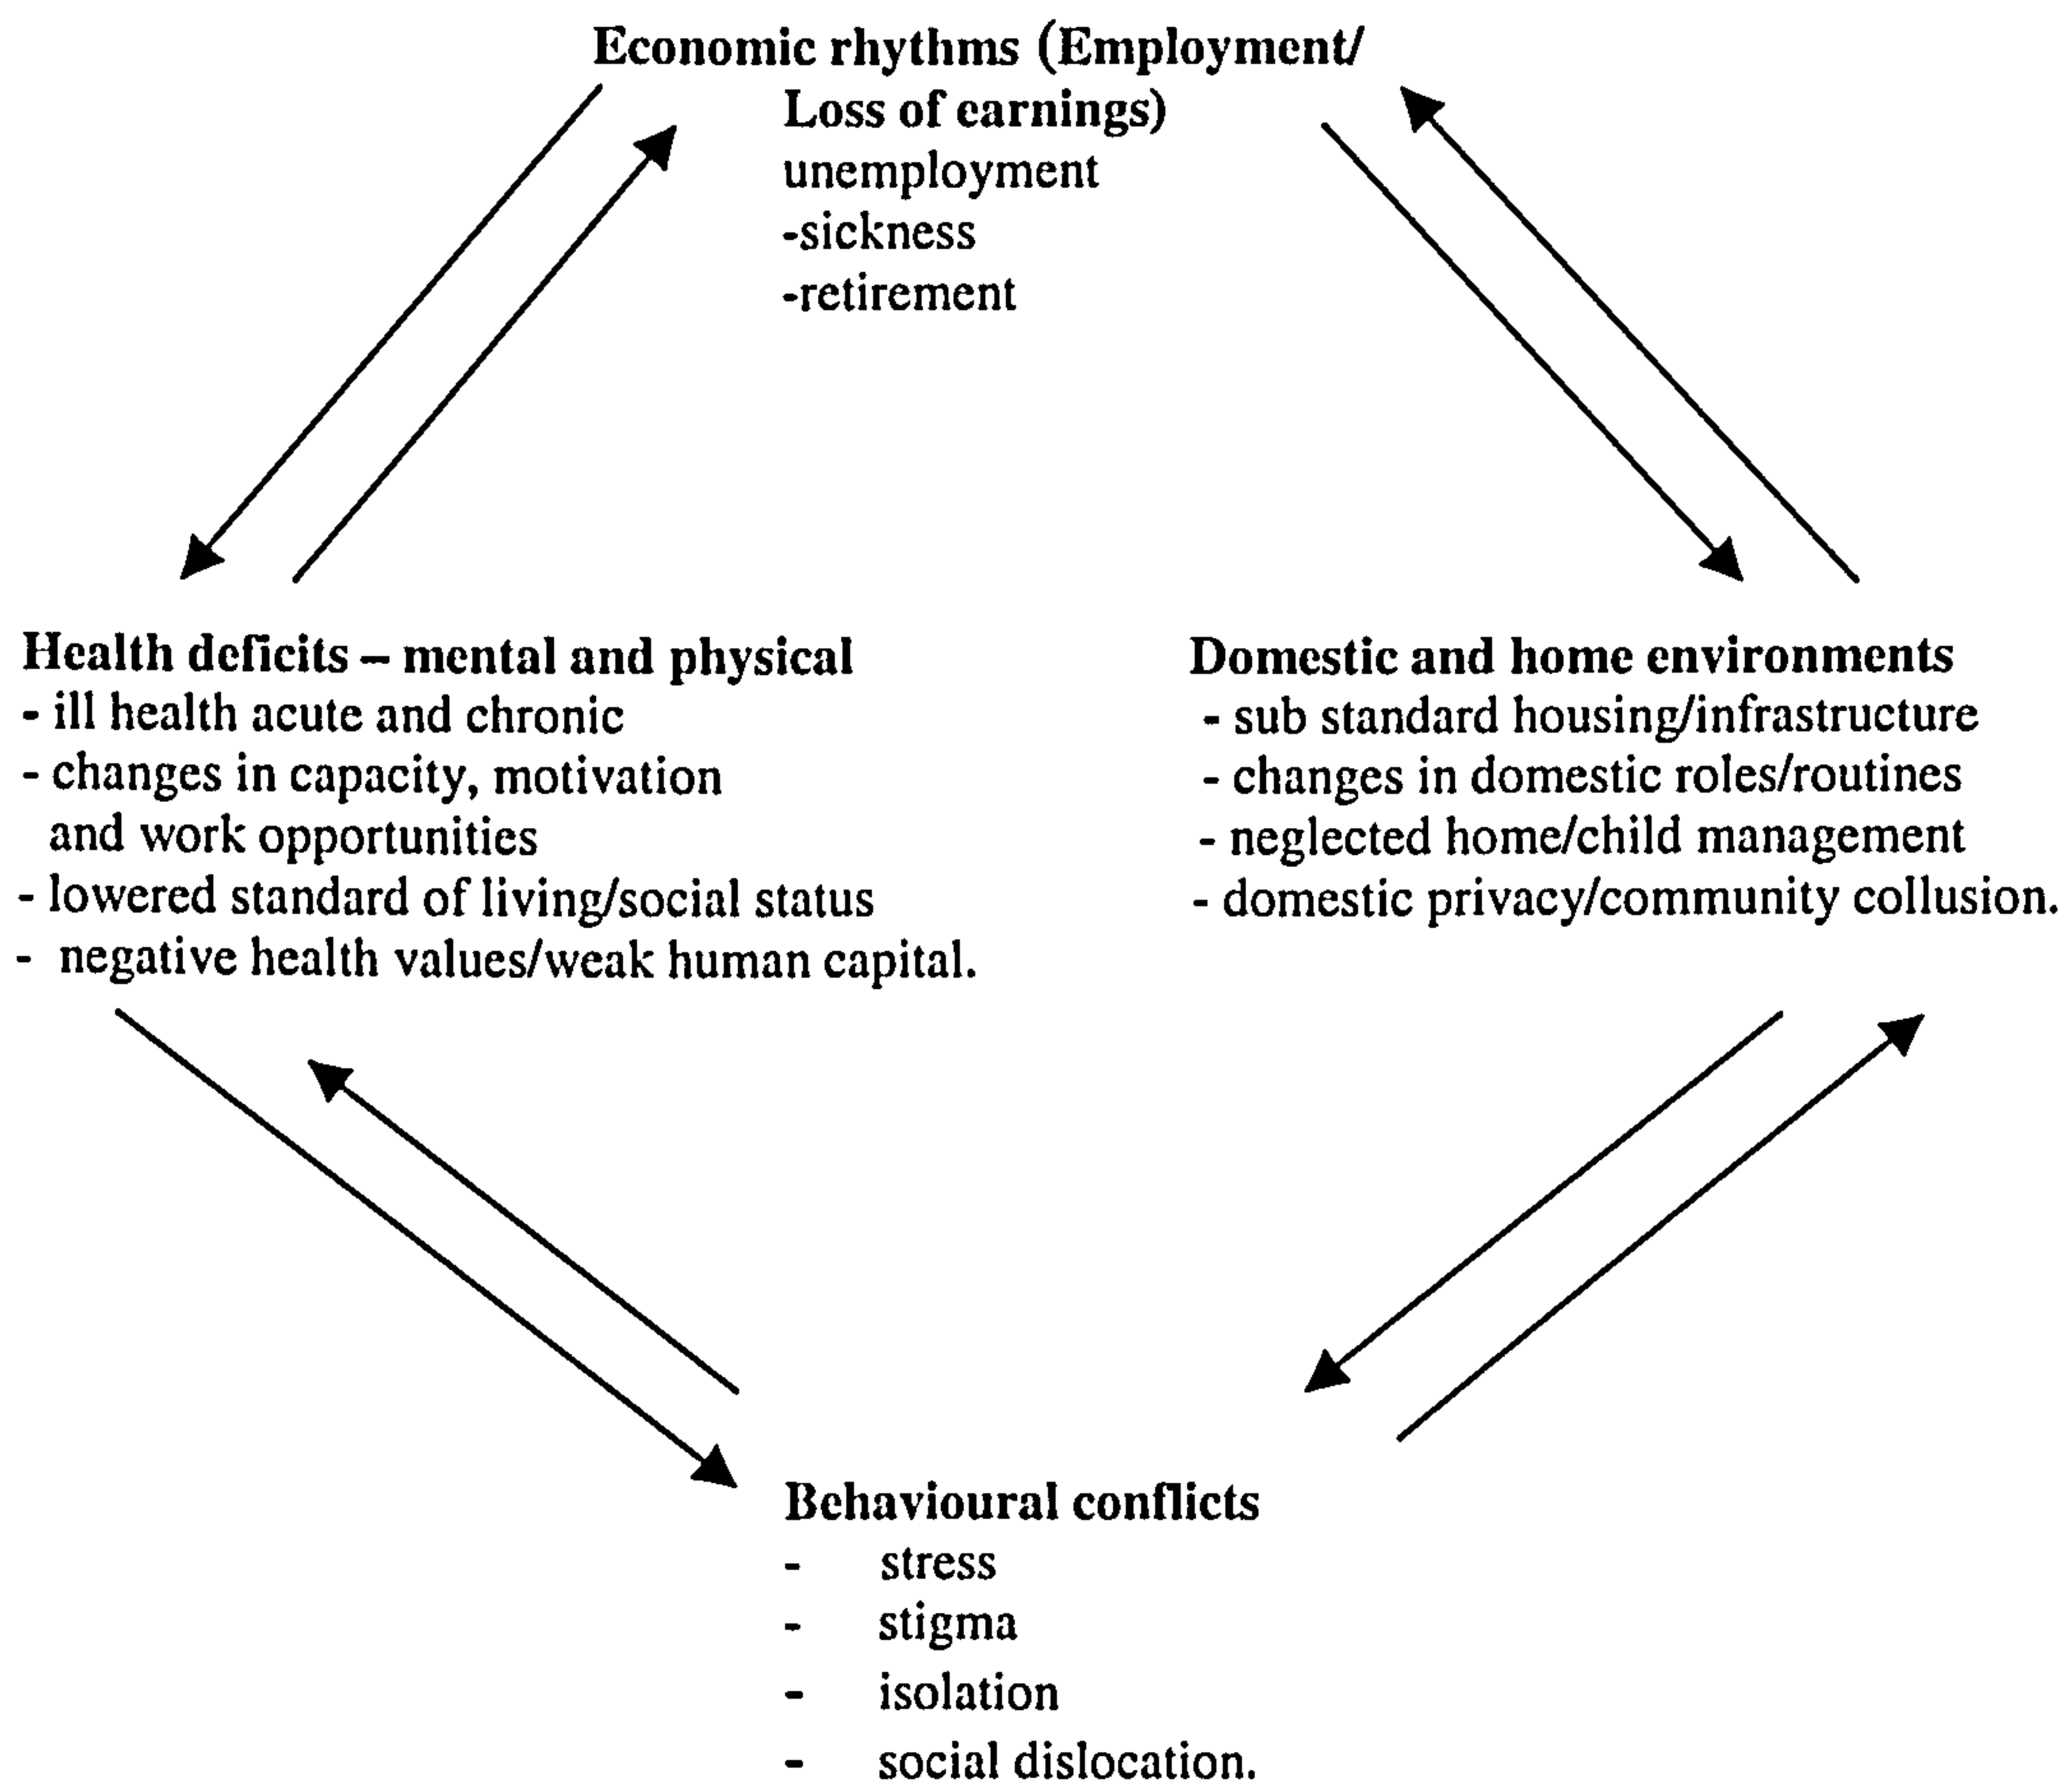 Economic rhythms (Employment/
Loss of earnings)
unemployment
-sickness
-retirement
Health deficits – mental and physical
- ill health acute and chronic
- changes in capacity, motivation
and work opportunities
- lowered standard of living/social status
- negative health values/weak human capital.
Domestic and home environments
- sub standard housing/infrastructure
- changes in domestic roles/routines
- neglected home/child management
- domestic privacy/community collusion.
Behavioural conflicts
- stress
- stigma
- isolation
- social dislocation.